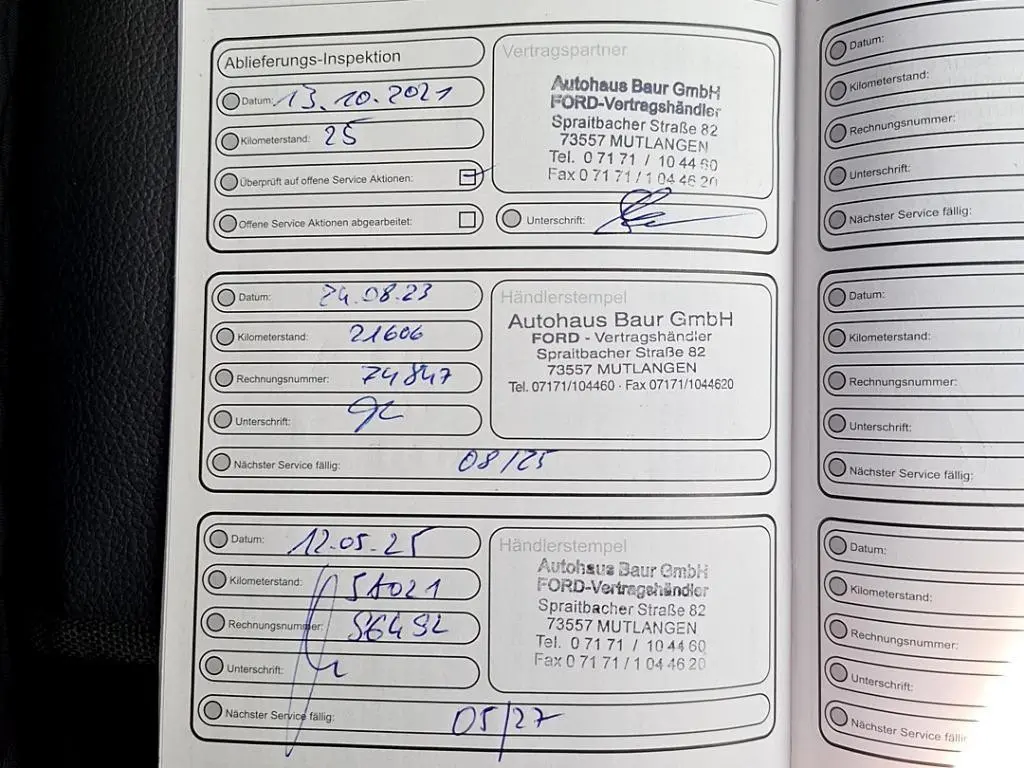 Ablieferungs-Inspektion
Datum: 13.10.2021
Kilometerstand: 25
Überprüft auf offene Service Aktionen:
Offene Service Aktionen abgearbeitet:
Vertragspartner
Autohaus Baur GmbH
FORD-Vertragshändler
Spraitbacher Straße 82
73557 MUTLANGEN
Tel. 0 71 71 / 10 44 60
Fax 0 71 71 / 1 04 46 20
Unterschrift:
Datum: 24.08.23
Kilometerstand: 21606
Rechnungsnummer: 74847
Unterschrift:
Nächster Service fällig: 08/25
Händlerstempel
Autohaus Baur GmbH
FORD - Vertragshändler
Spraitbacher Straße 82
73557 MUTLANGEN
Tel. 07171/104460 · Fax 07171/1044620
Datum: 12.05.25
Kilometerstand: 51021
Rechnungsnummer:
Unterschrift:
Nächster Service fällig: 05/27
Händlerstempel
Autohaus Baur GmbH
FORD-Vertragshändler
Spraitbacher Straße 82
73557 MUTLANGEN
Tel. 0 71 71 / 10 44 60
Fax 0 71 71 / 1 04 46 20
Datum:
Kilometerstand:
Rechnungsnummer:
Unterschrift:
Nächster Service fällig:
Datum:
Kilometerstand:
Rechnungsnummer:
Unterschrift:
Nächster Service fällig:
Datum:
Kilometerstand:
Rechnungsnummer:
Unterschrift:
Nächster Service fällig